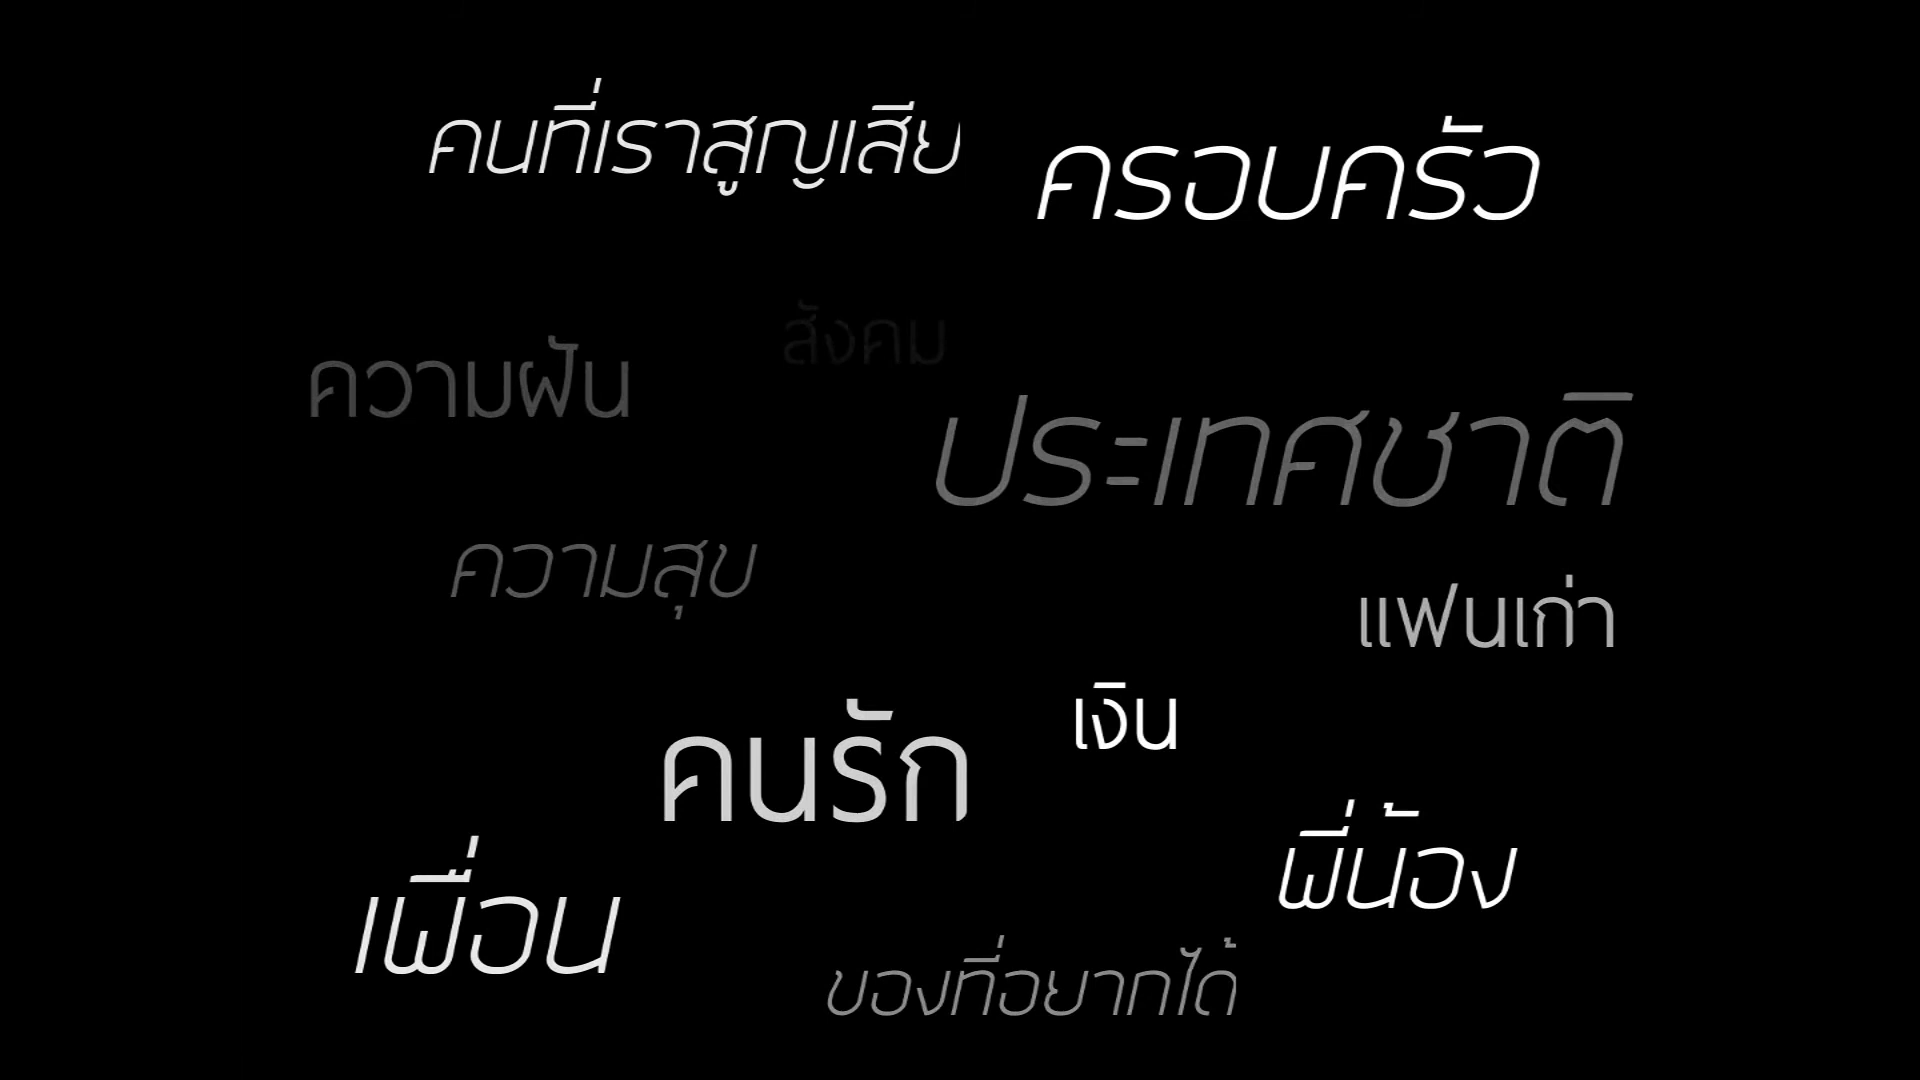 คนที่เราสูญเสีย
ครอบครัว
สังคม
ความฝัน
ประเทศชาติ
ความสุข
แฟนเก่า
เงิน
คนรัก
พี่น้อง
เพื่อน
ของที่อยากได้